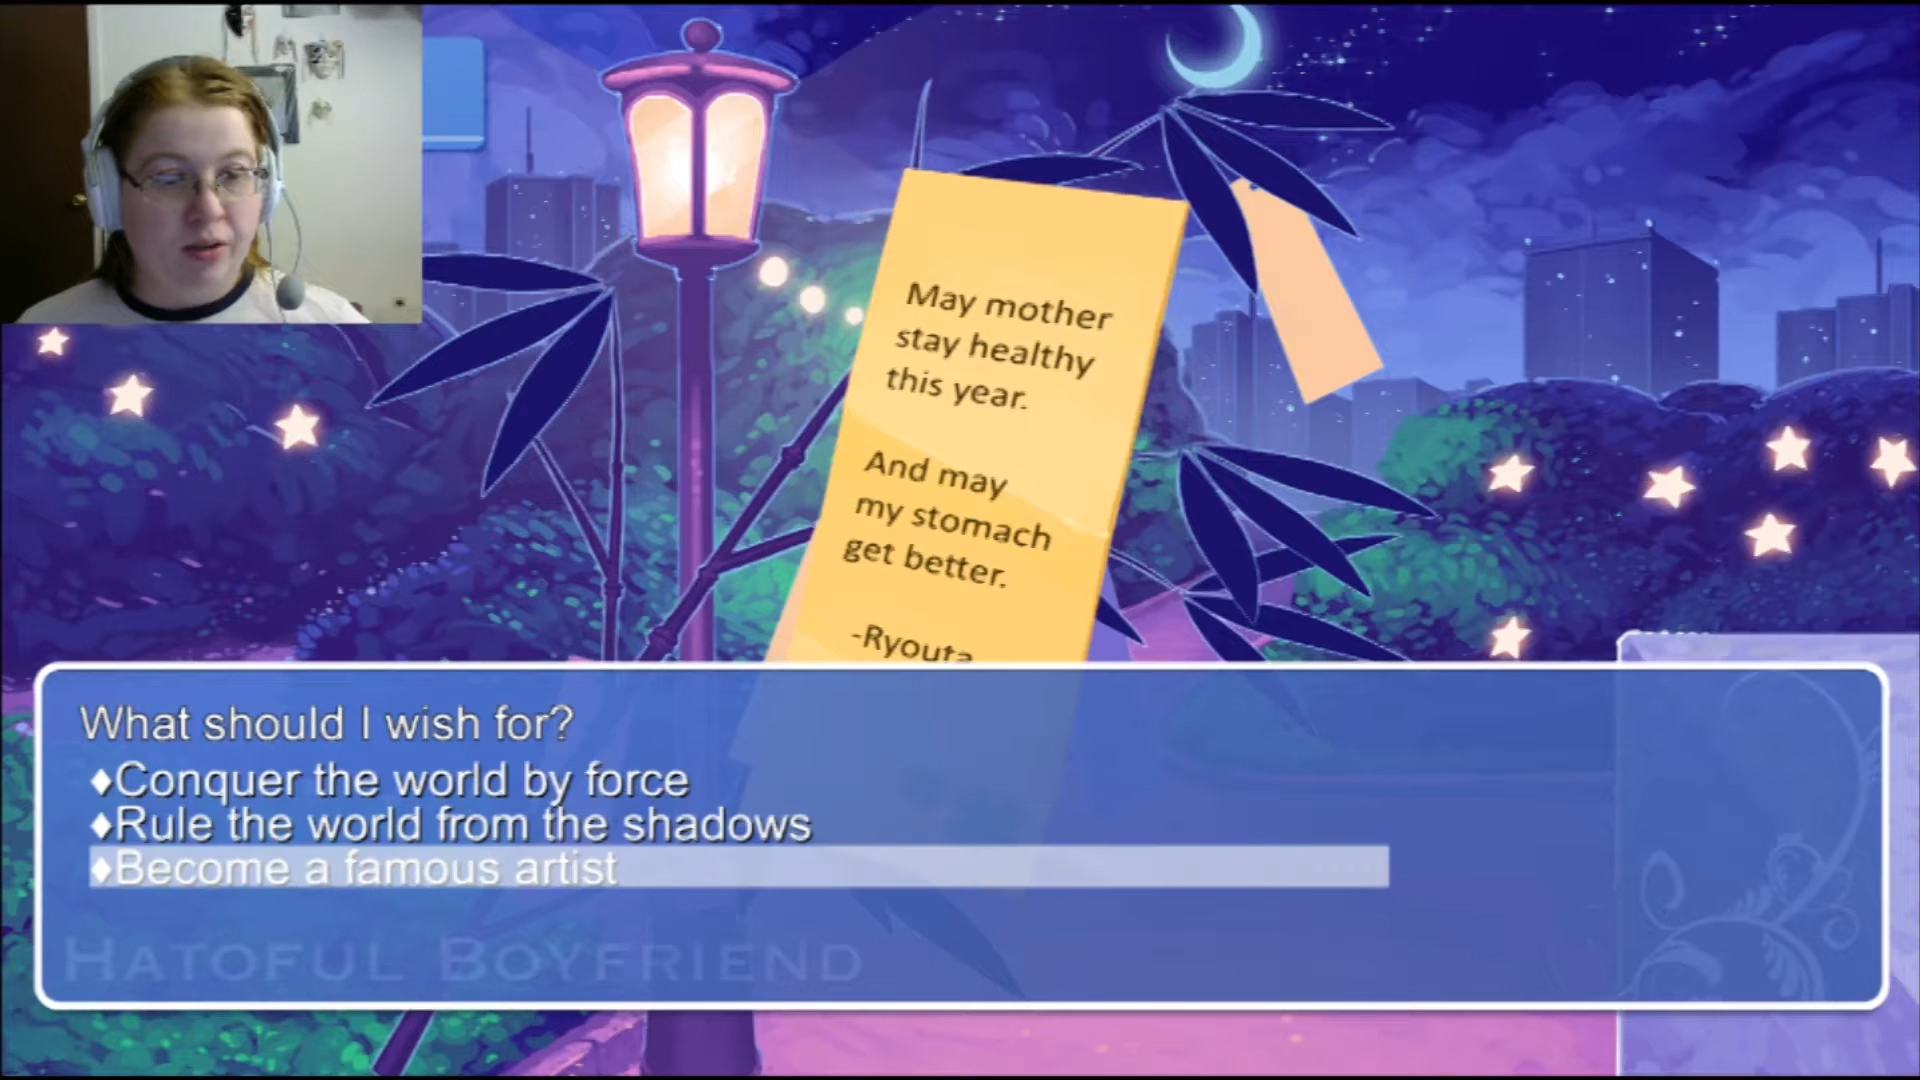 May mother
stay healthy
this year.
And may
my stomach
get better.
-Ryouta
What should I wish for?
♦Conquer the world by force
♦Rule the world from the shadows
♦Become a famous artist
HATOFUL BOYFRIEND